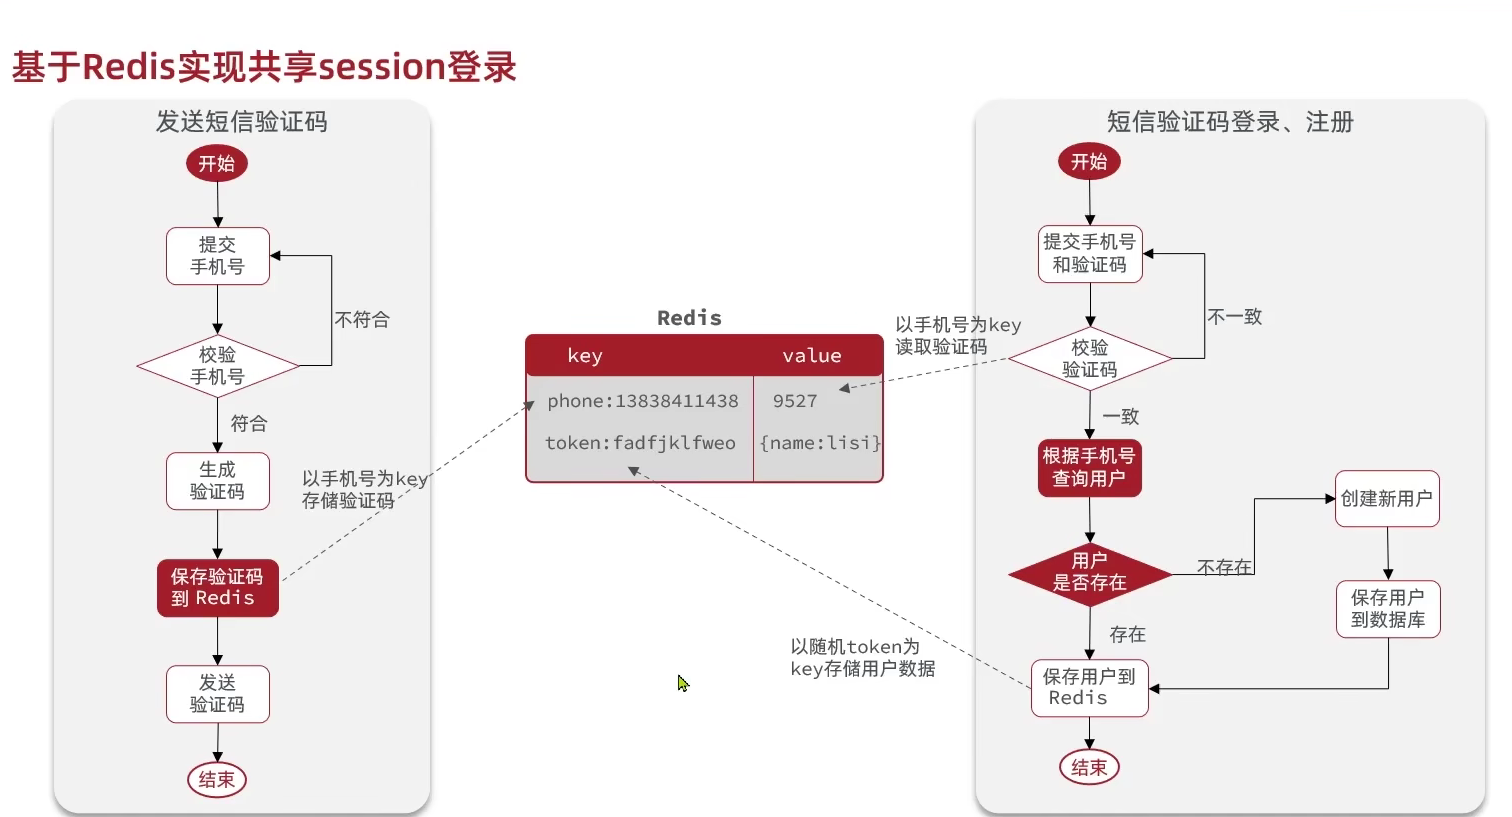 基于Redis实现共享session登录
发送短信验证码
开始
提交
手机号
不符合
校验
手机号
符合
生成
验证码
以手机号为key
存储验证码
保存验证码
到 Redis
发送
验证码
结束
Redis
key
value
phone:13838411438
9527
token:fadfjklfweo
{name:lisi}
以手机号为key
读取验证码
以随机token为
key存储用户数据
短信验证码登录、注册
开始
提交手机号
和验证码
不一致
校验
验证码
一致
根据手机号
查询用户
用户
是否存在
不存在
创建新用户
保存用户
到数据库
存在
保存用户到
Redis
结束